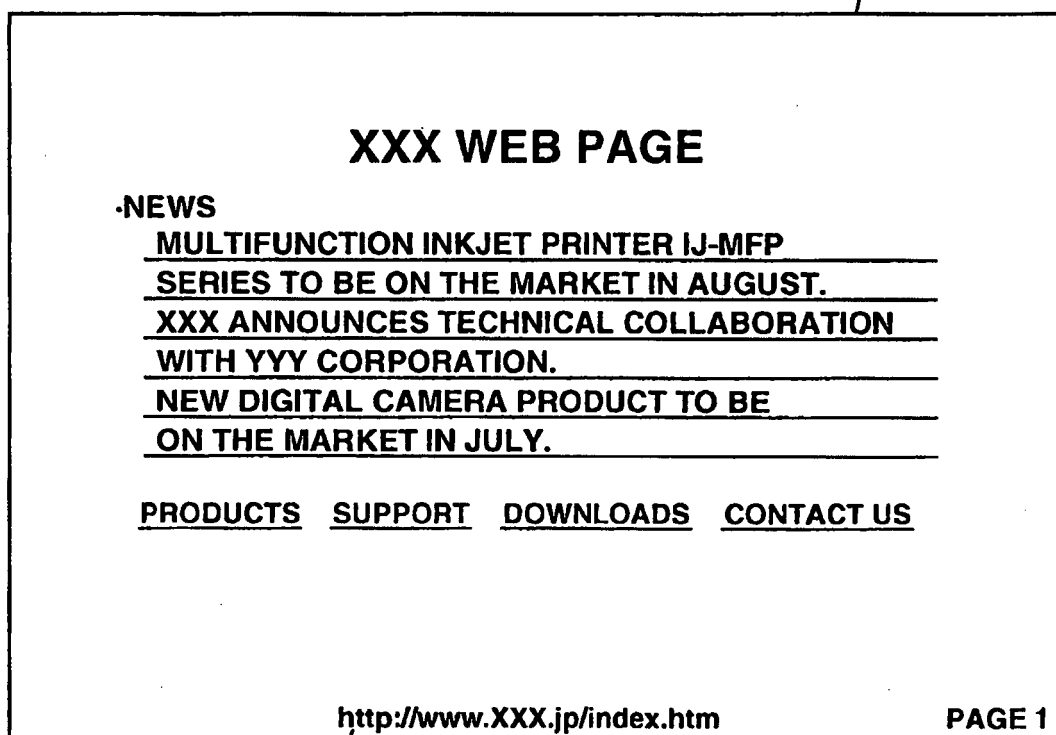 XXX WEB PAGE
·NEWS
MULTIFUNCTION INKJET PRINTER IJ-MFP
SERIES TO BE ON THE MARKET IN AUGUST.
XXX ANNOUNCES TECHNICAL COLLABORATION
WITH YYY CORPORATION.
NEW DIGITAL CAMERA PRODUCT TO BE
ON THE MARKET IN JULY.
PRODUCTS SUPPORT DOWNLOADS CONTACT US
http://www.XXX.jp/index.htm PAGE 1